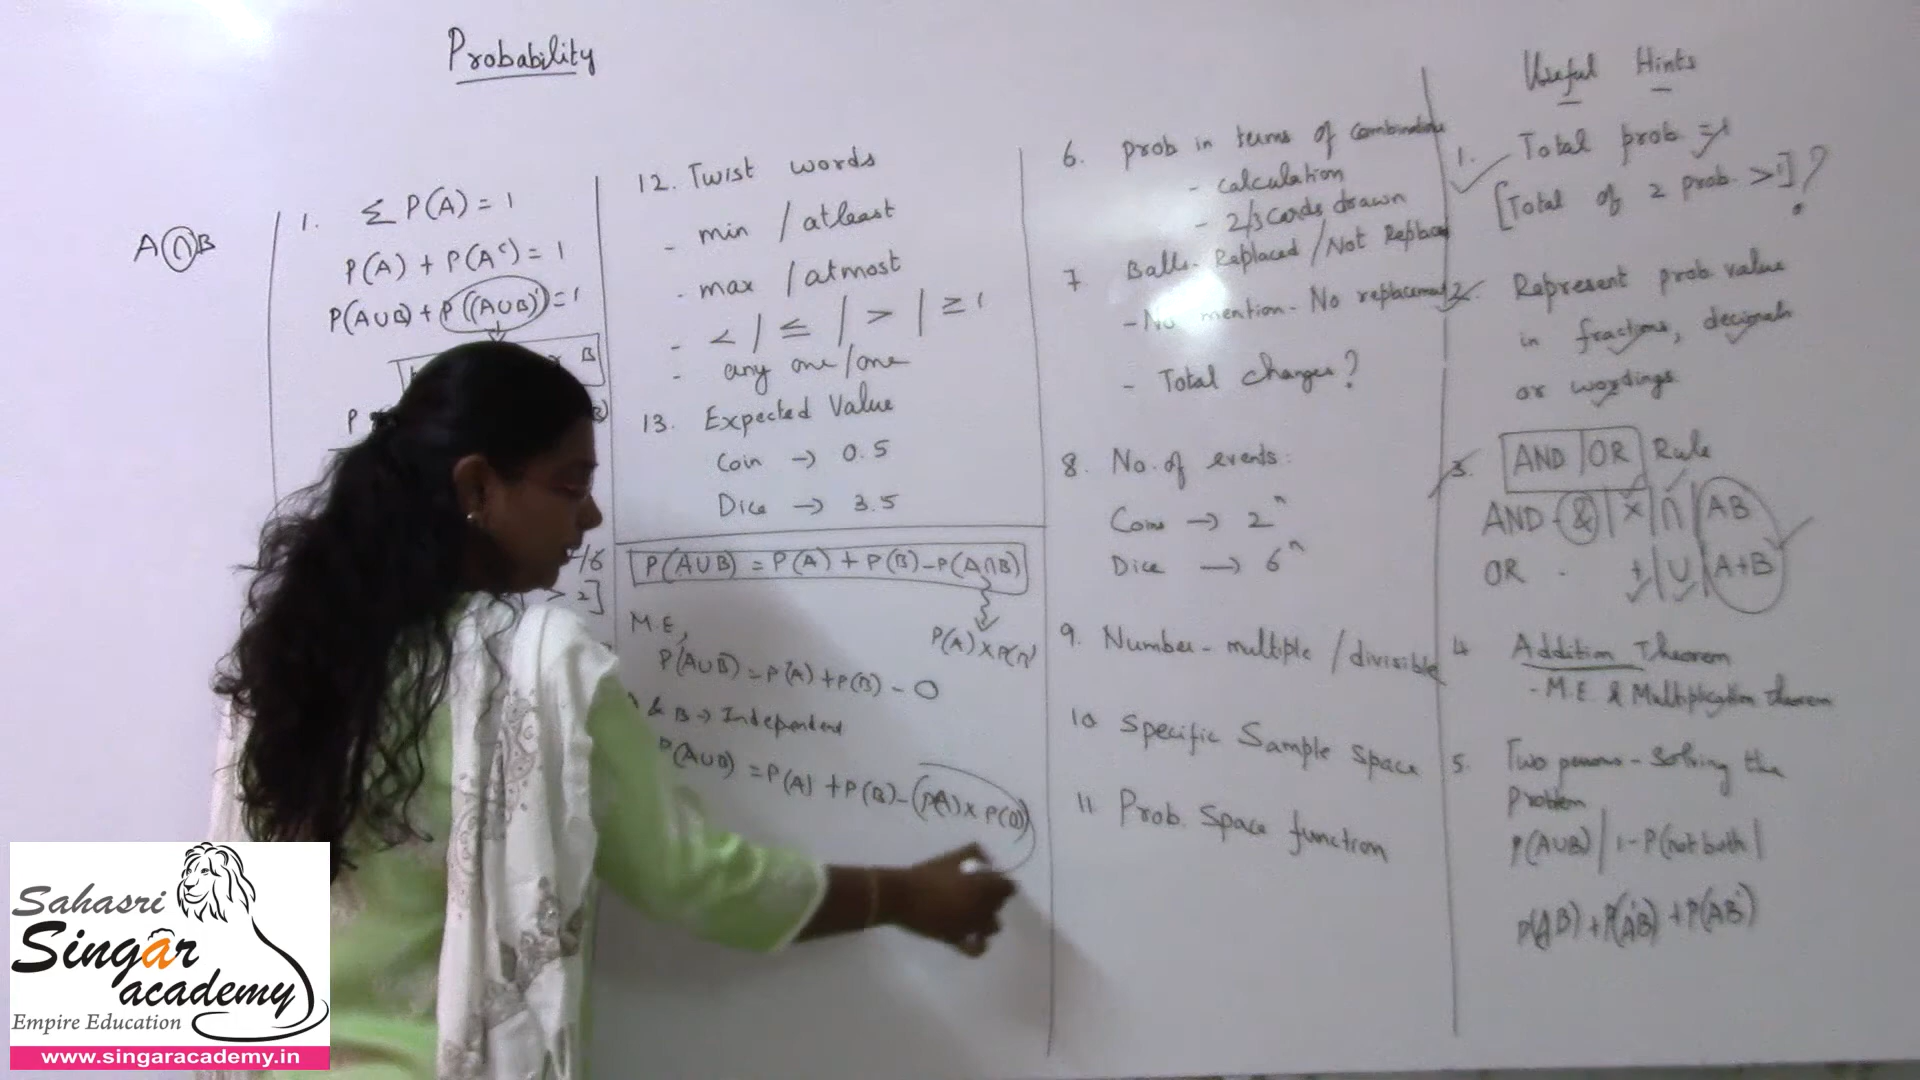 Probability
A∩B
1. ∑ P(A) = 1
P(A) + P(Aᶜ) = 1
P(A∪B) + P((A∪B)') = 1
B
P
/6
> 2]
12. Twist words
- min / atleast
- max / atmost
- < | ≤ | > | ≥ 1
- any one/one
13. Expected Value
Coin → 0.5
Dice → 3.5
P(A∪B) = P(A) + P(B) - P(A∩B)
P(A) x P(B)
M.E,
P(A∪B) = P(A) + P(B) - 0
& B → Independent
P(A∪B) = P(A) + P(B) - (P(A) x P(B))
6. prob in terms of combinations
- calculation
- 2/3 cards drawn
7 Balls - Replaced / Not Replaced
- No mention - No replacement
- Total changes?
8. No. of events:
Coins → 2ⁿ
Dice → 6ⁿ
9. Number - multiple / divisible
10 Specific Sample Space
11. Prob. Space function
Useful Hints
1. Total prob = 1
[Total of 2 prob. > 1] ?
2. Represent prob value
in fractions, decimals
or wordings
3. AND | OR Rule
AND - & | x | ∩ | AB
OR - + | ∪ | A+B
4 Addition Theorem
- M.E & Multiplication theorem
5. Two persons - Solving the
Problem
P(A∪B) | 1 - P(not both)
P(AB) + P(A'B) + P(AB')
Sahasri
Singar
academy
Empire Education
www.singaracademy.in